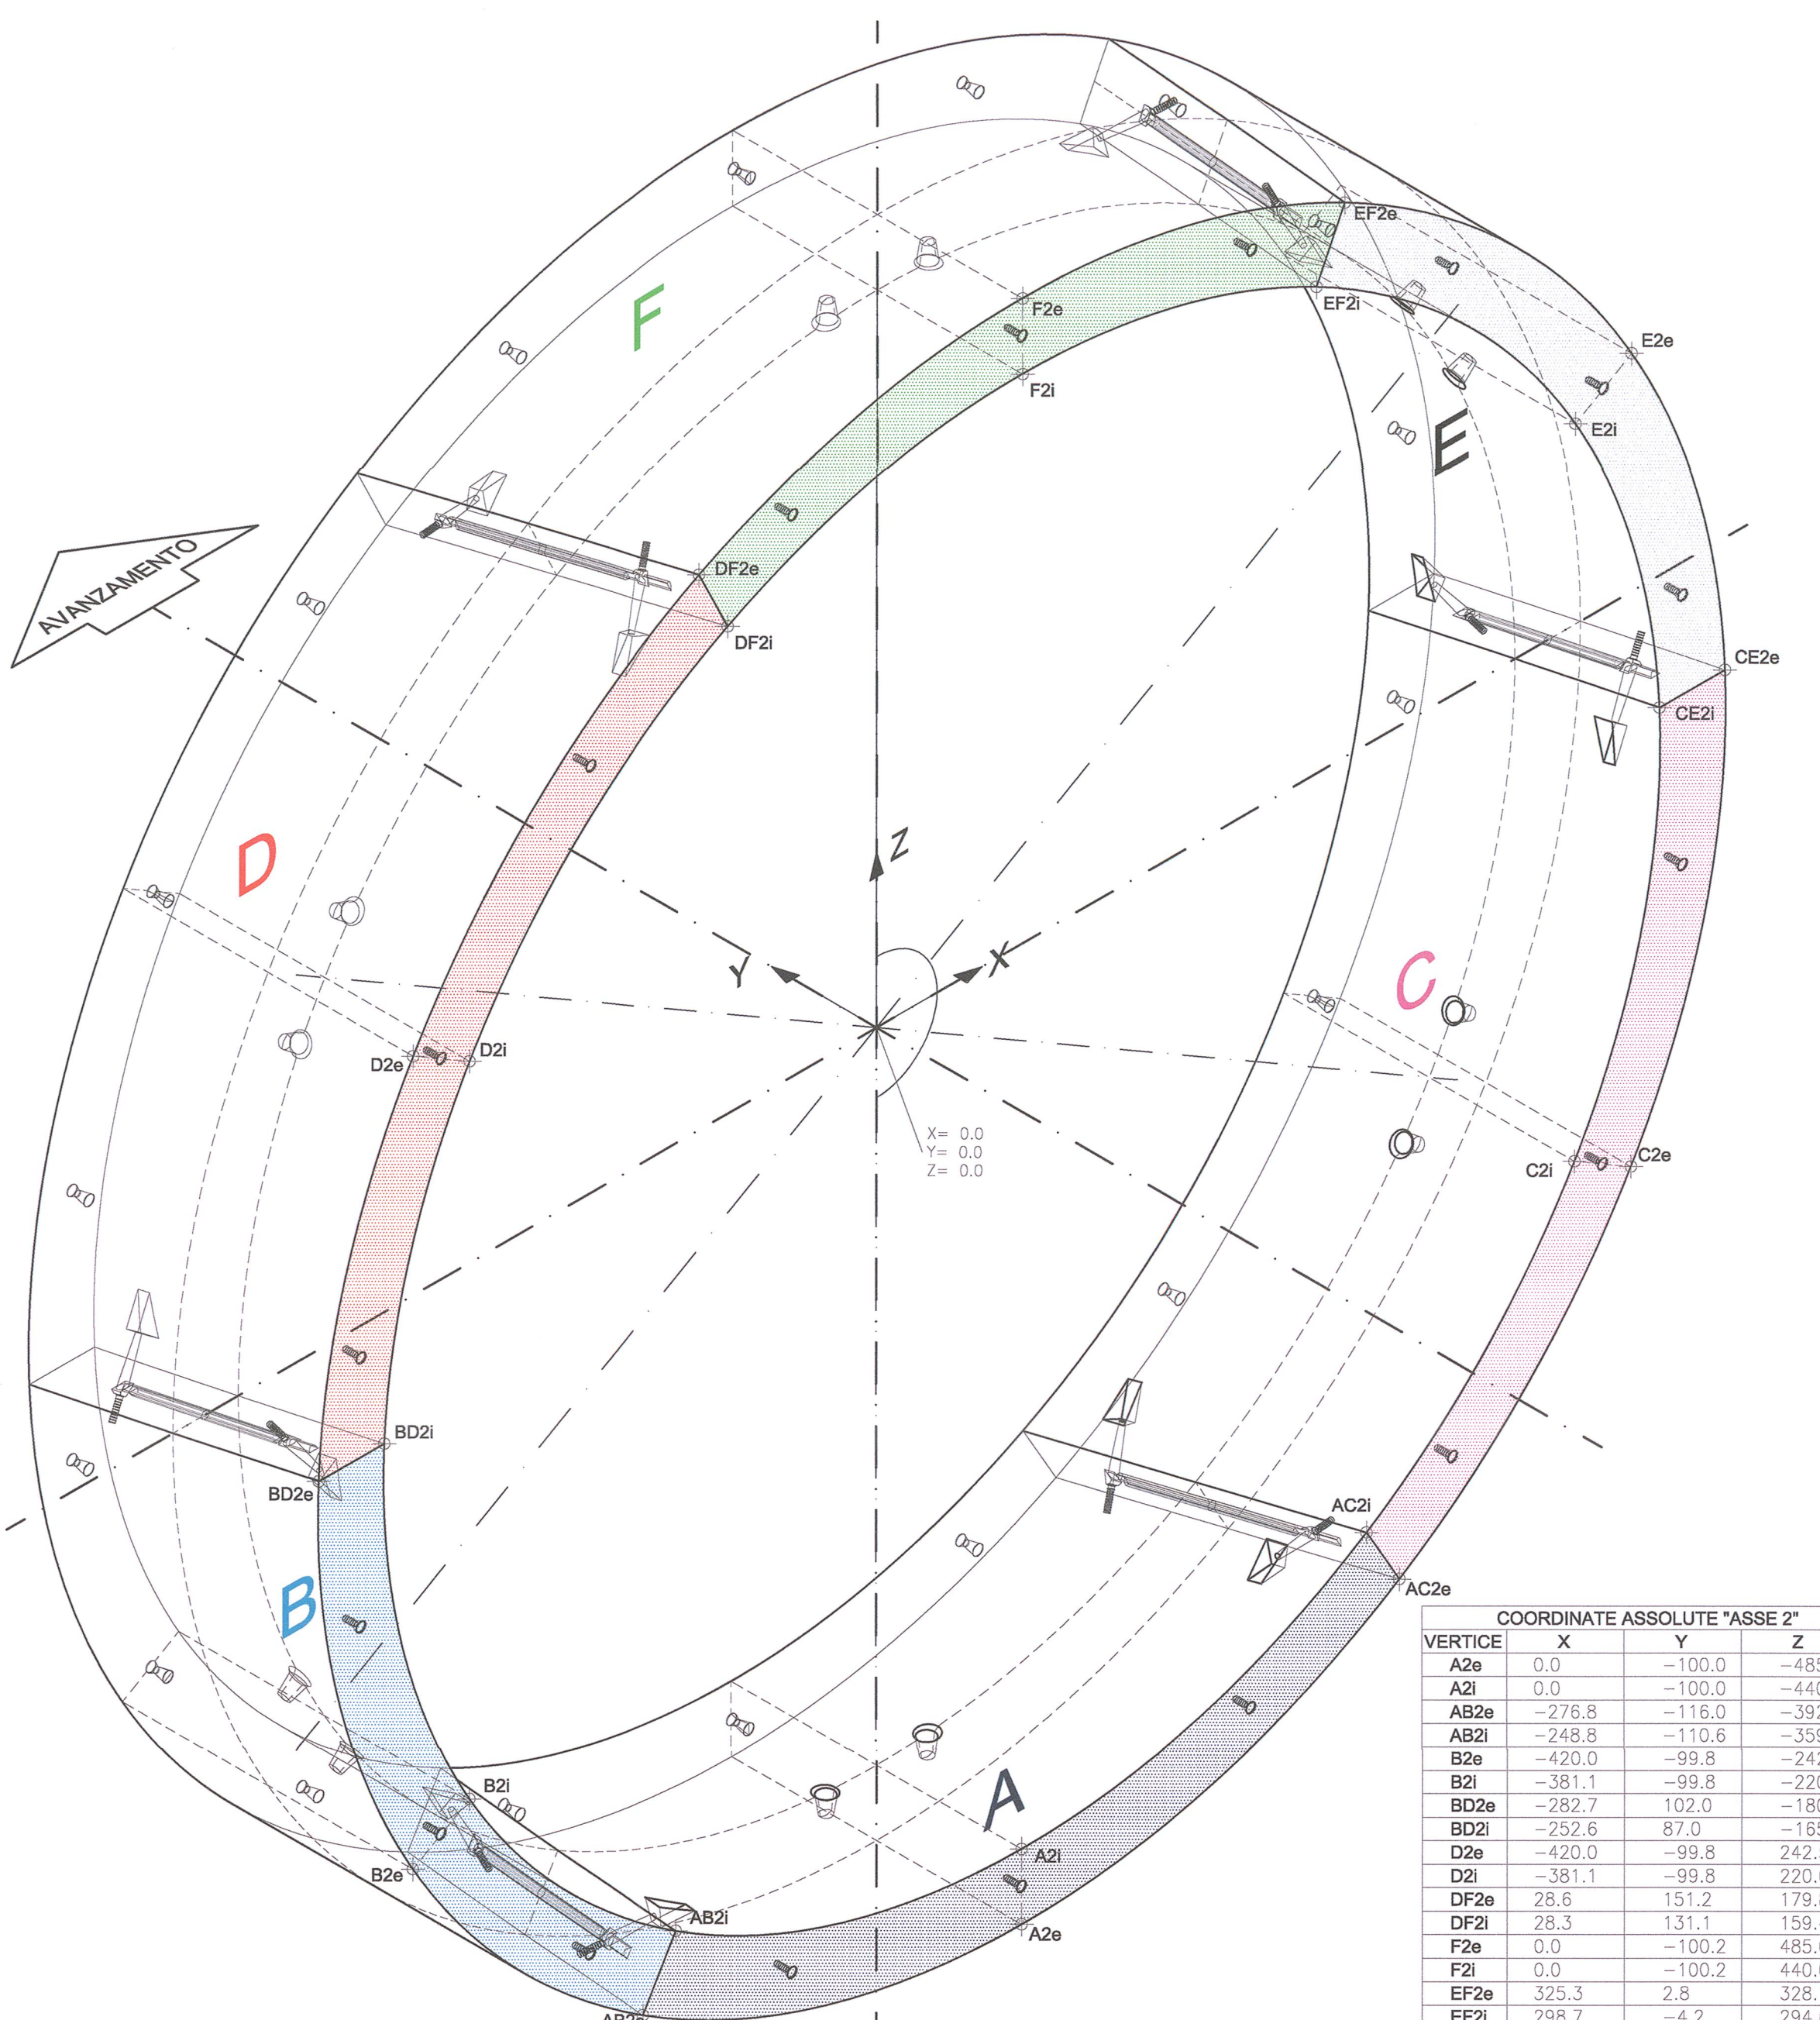 EF2e
F2e
EF2i
F
E2e
F2i
E2i
E
AVANZAMENTO
DF2e
DF2i
CE2e
CE2i
Z
D
X
Y
C
D2i
D2e
X= 0.0
Y= 0.0
Z= 0.0
C2e
C2i
BD2i
BD2e
AC2i
AC2e
B
B2i
A
A2i
B2e
AB2i
A2e
COORDINATE ASSOLUTE "ASSE 2"
VERTICE X Y Z
A2e 0.0 −100.0
A2i 0.0 −100.0
AB2e −276.8 −116.0
AB2i −248.8 −110.6
B2e −420.0 −99.8
B2i −381.1 −99.8
BD2e −282.7 102.0
BD2i −252.6 87.0
D2e −420.0 −99.8
D2i −381.1 −99.8
DF2e 28.6 151.2
DF2i 28.3 131.1
F2e 0.0 −100.2
F2i 0.0 −100.2
EF2e 325.3 2.8
EF2i 298.7 −4.2